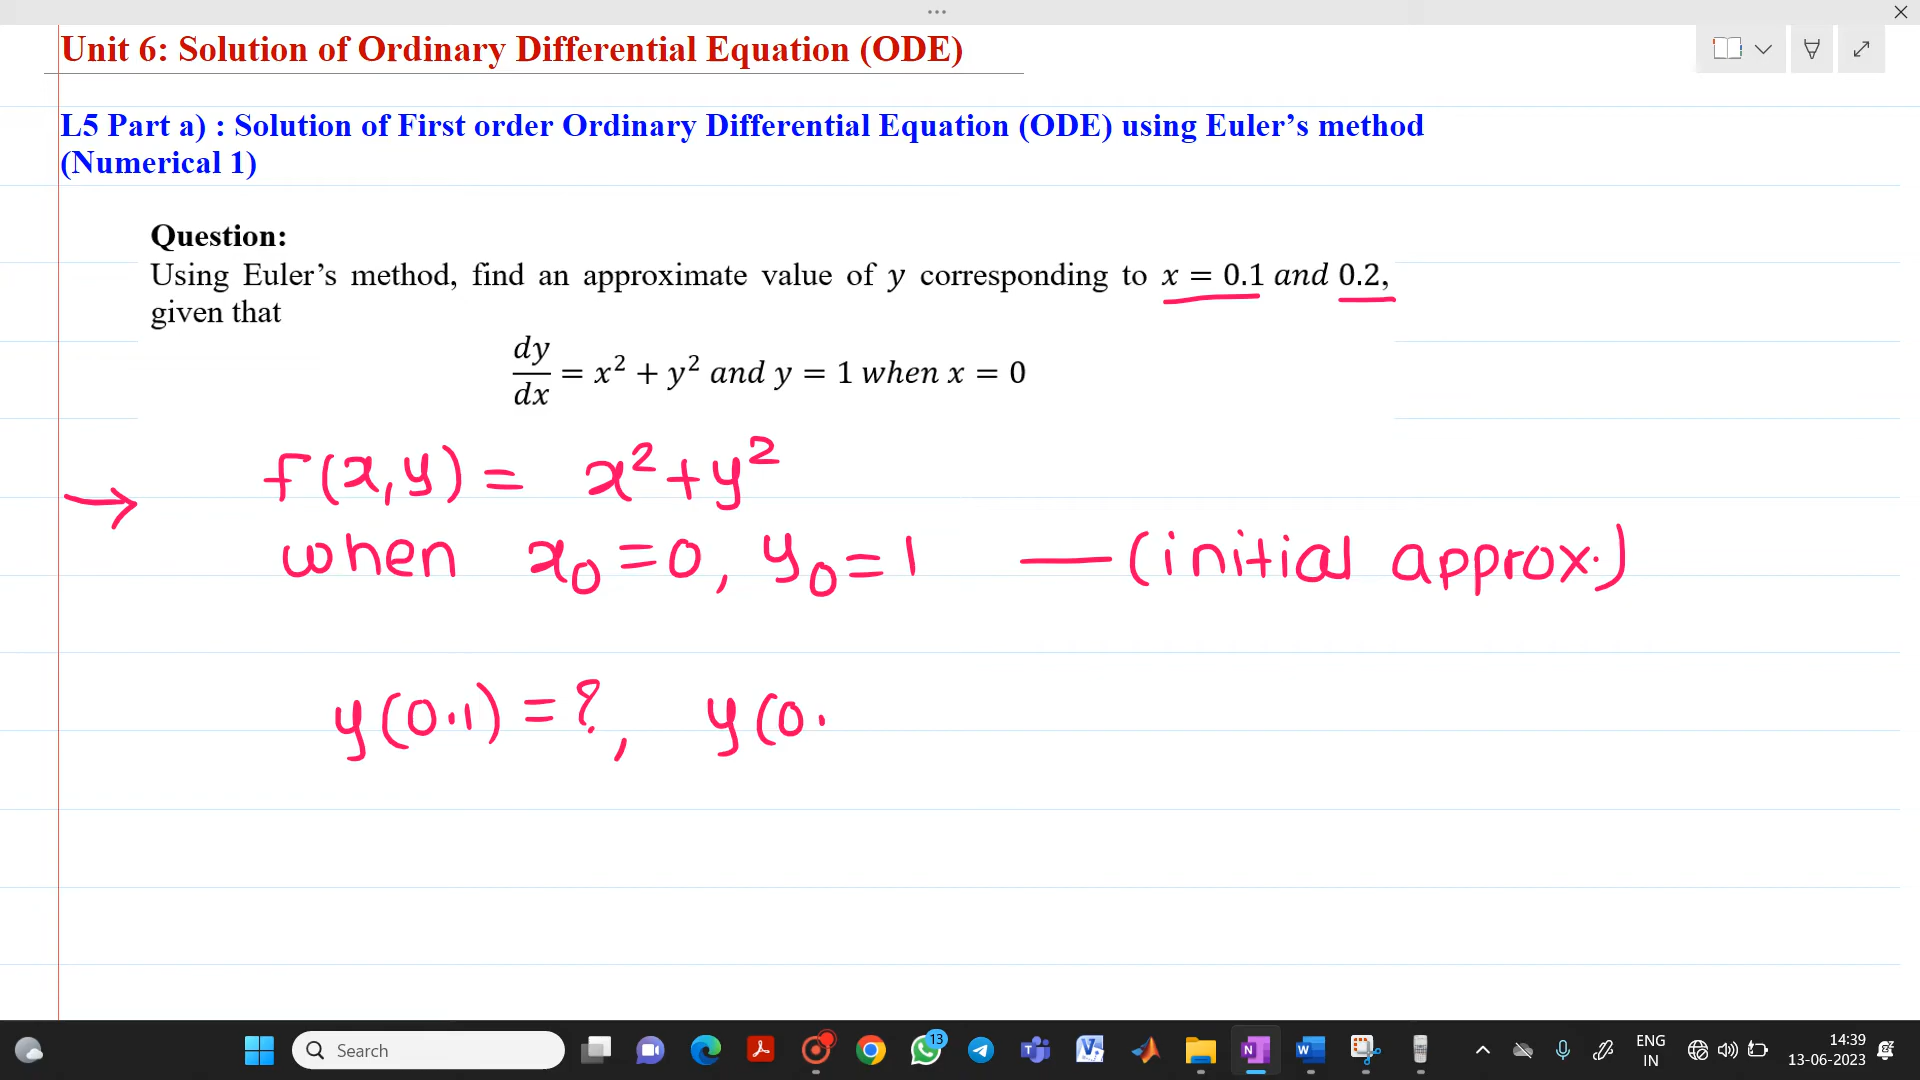 Unit 6: Solution of Ordinary Differential Equation (ODE)
L5 Part a) : Solution of First order Ordinary Differential Equation (ODE) using Euler’s method
(Numerical 1)
Question:
Using Euler’s method, find an approximate value of y corresponding to x = 0.1 and 0.2,
given that
dy/dx = x² + y² and y = 1 when x = 0
f(x,y) = x² + y²
when x₀ = 0, y₀ = 1 — (initial approx.)
y(0.1) = ?, y(0.
Search
13
ENG
IN
14:39
13-06-2023